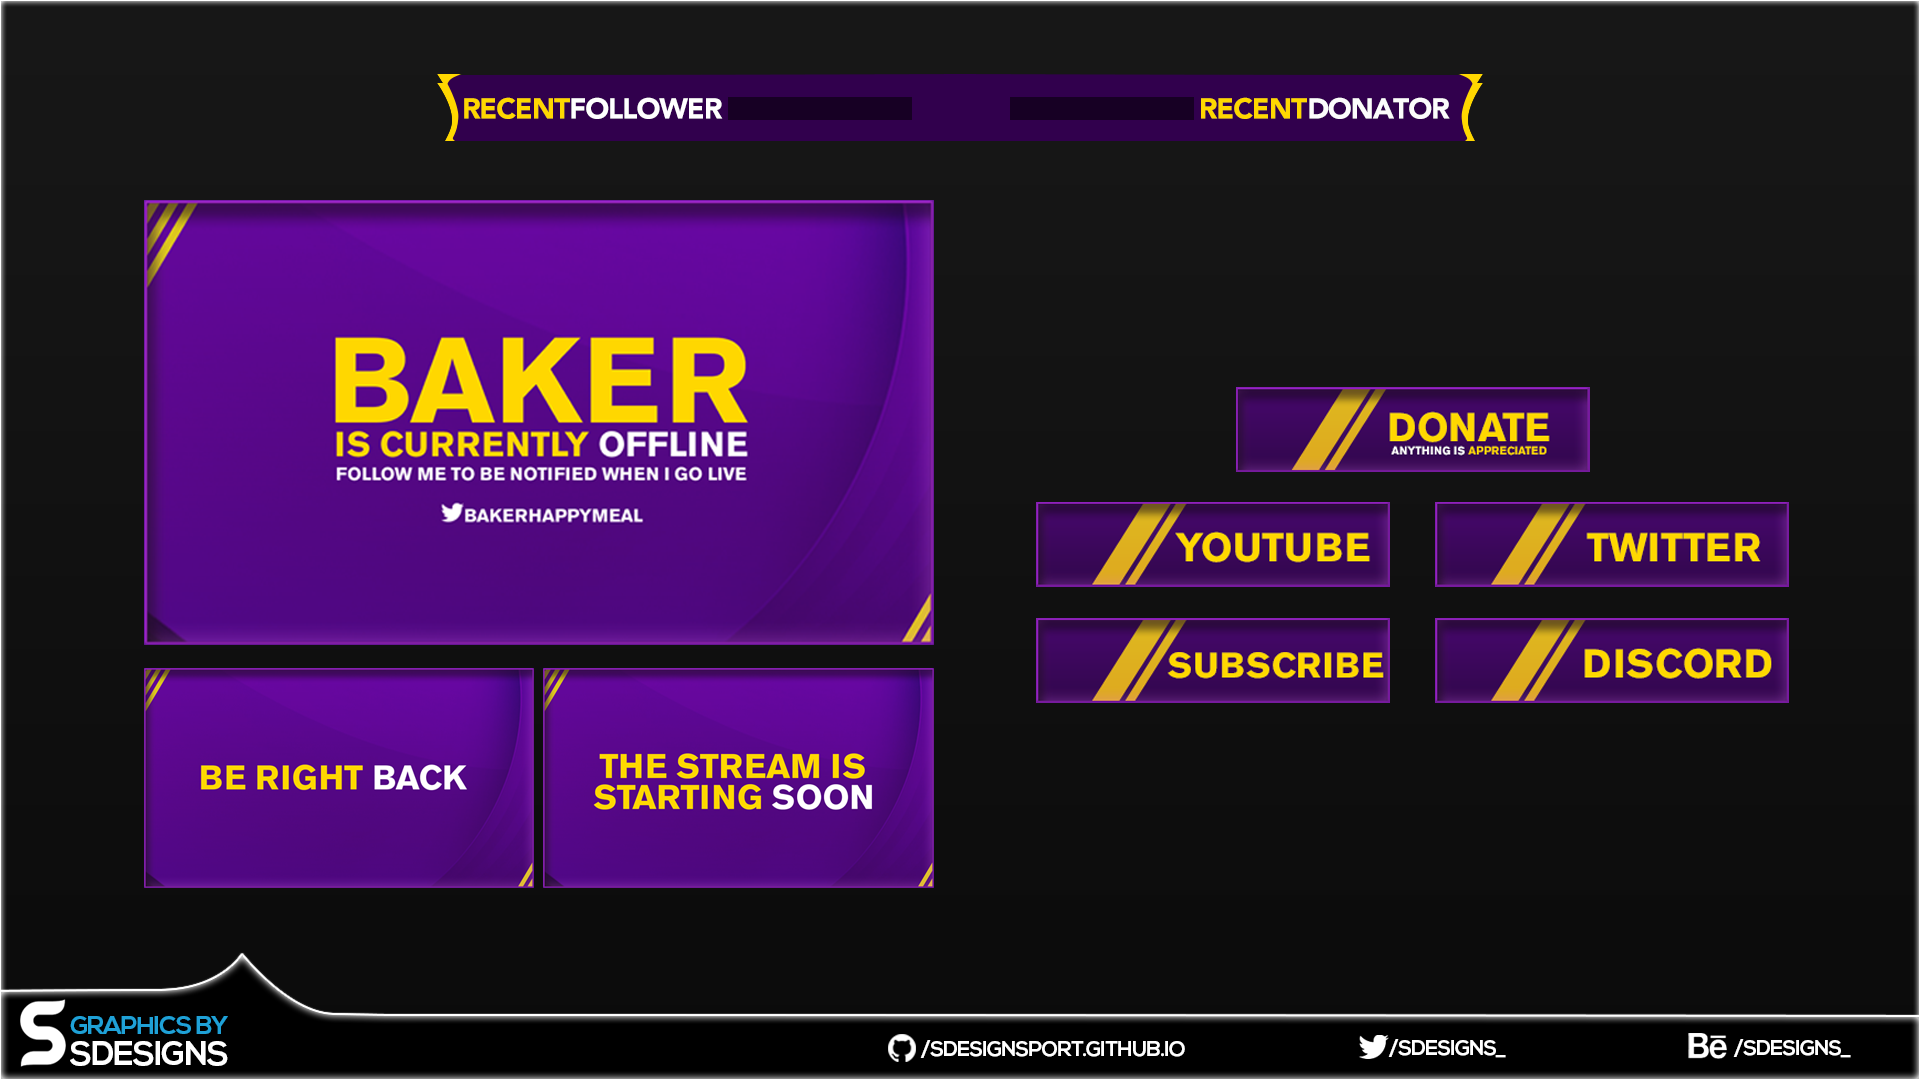 RECENTFOLLOWER
RECENTDONATOR
BAKER
IS CURRENTLY OFFLINE
FOLLOW ME TO BE NOTIFIED WHEN I GO LIVE
BAKERHAPPYMEAL
BE RIGHT BACK
THE STREAM IS
STARTING SOON
DONATE
ANYTHING IS APPRECIATED
YOUTUBE
TWITTER
SUBSCRIBE
DISCORD
GRAPHICS BY
SDESIGNS
/SDESIGNSPORT.GITHUB.IO
/SDESIGNS_
Bē /SDESIGNS_